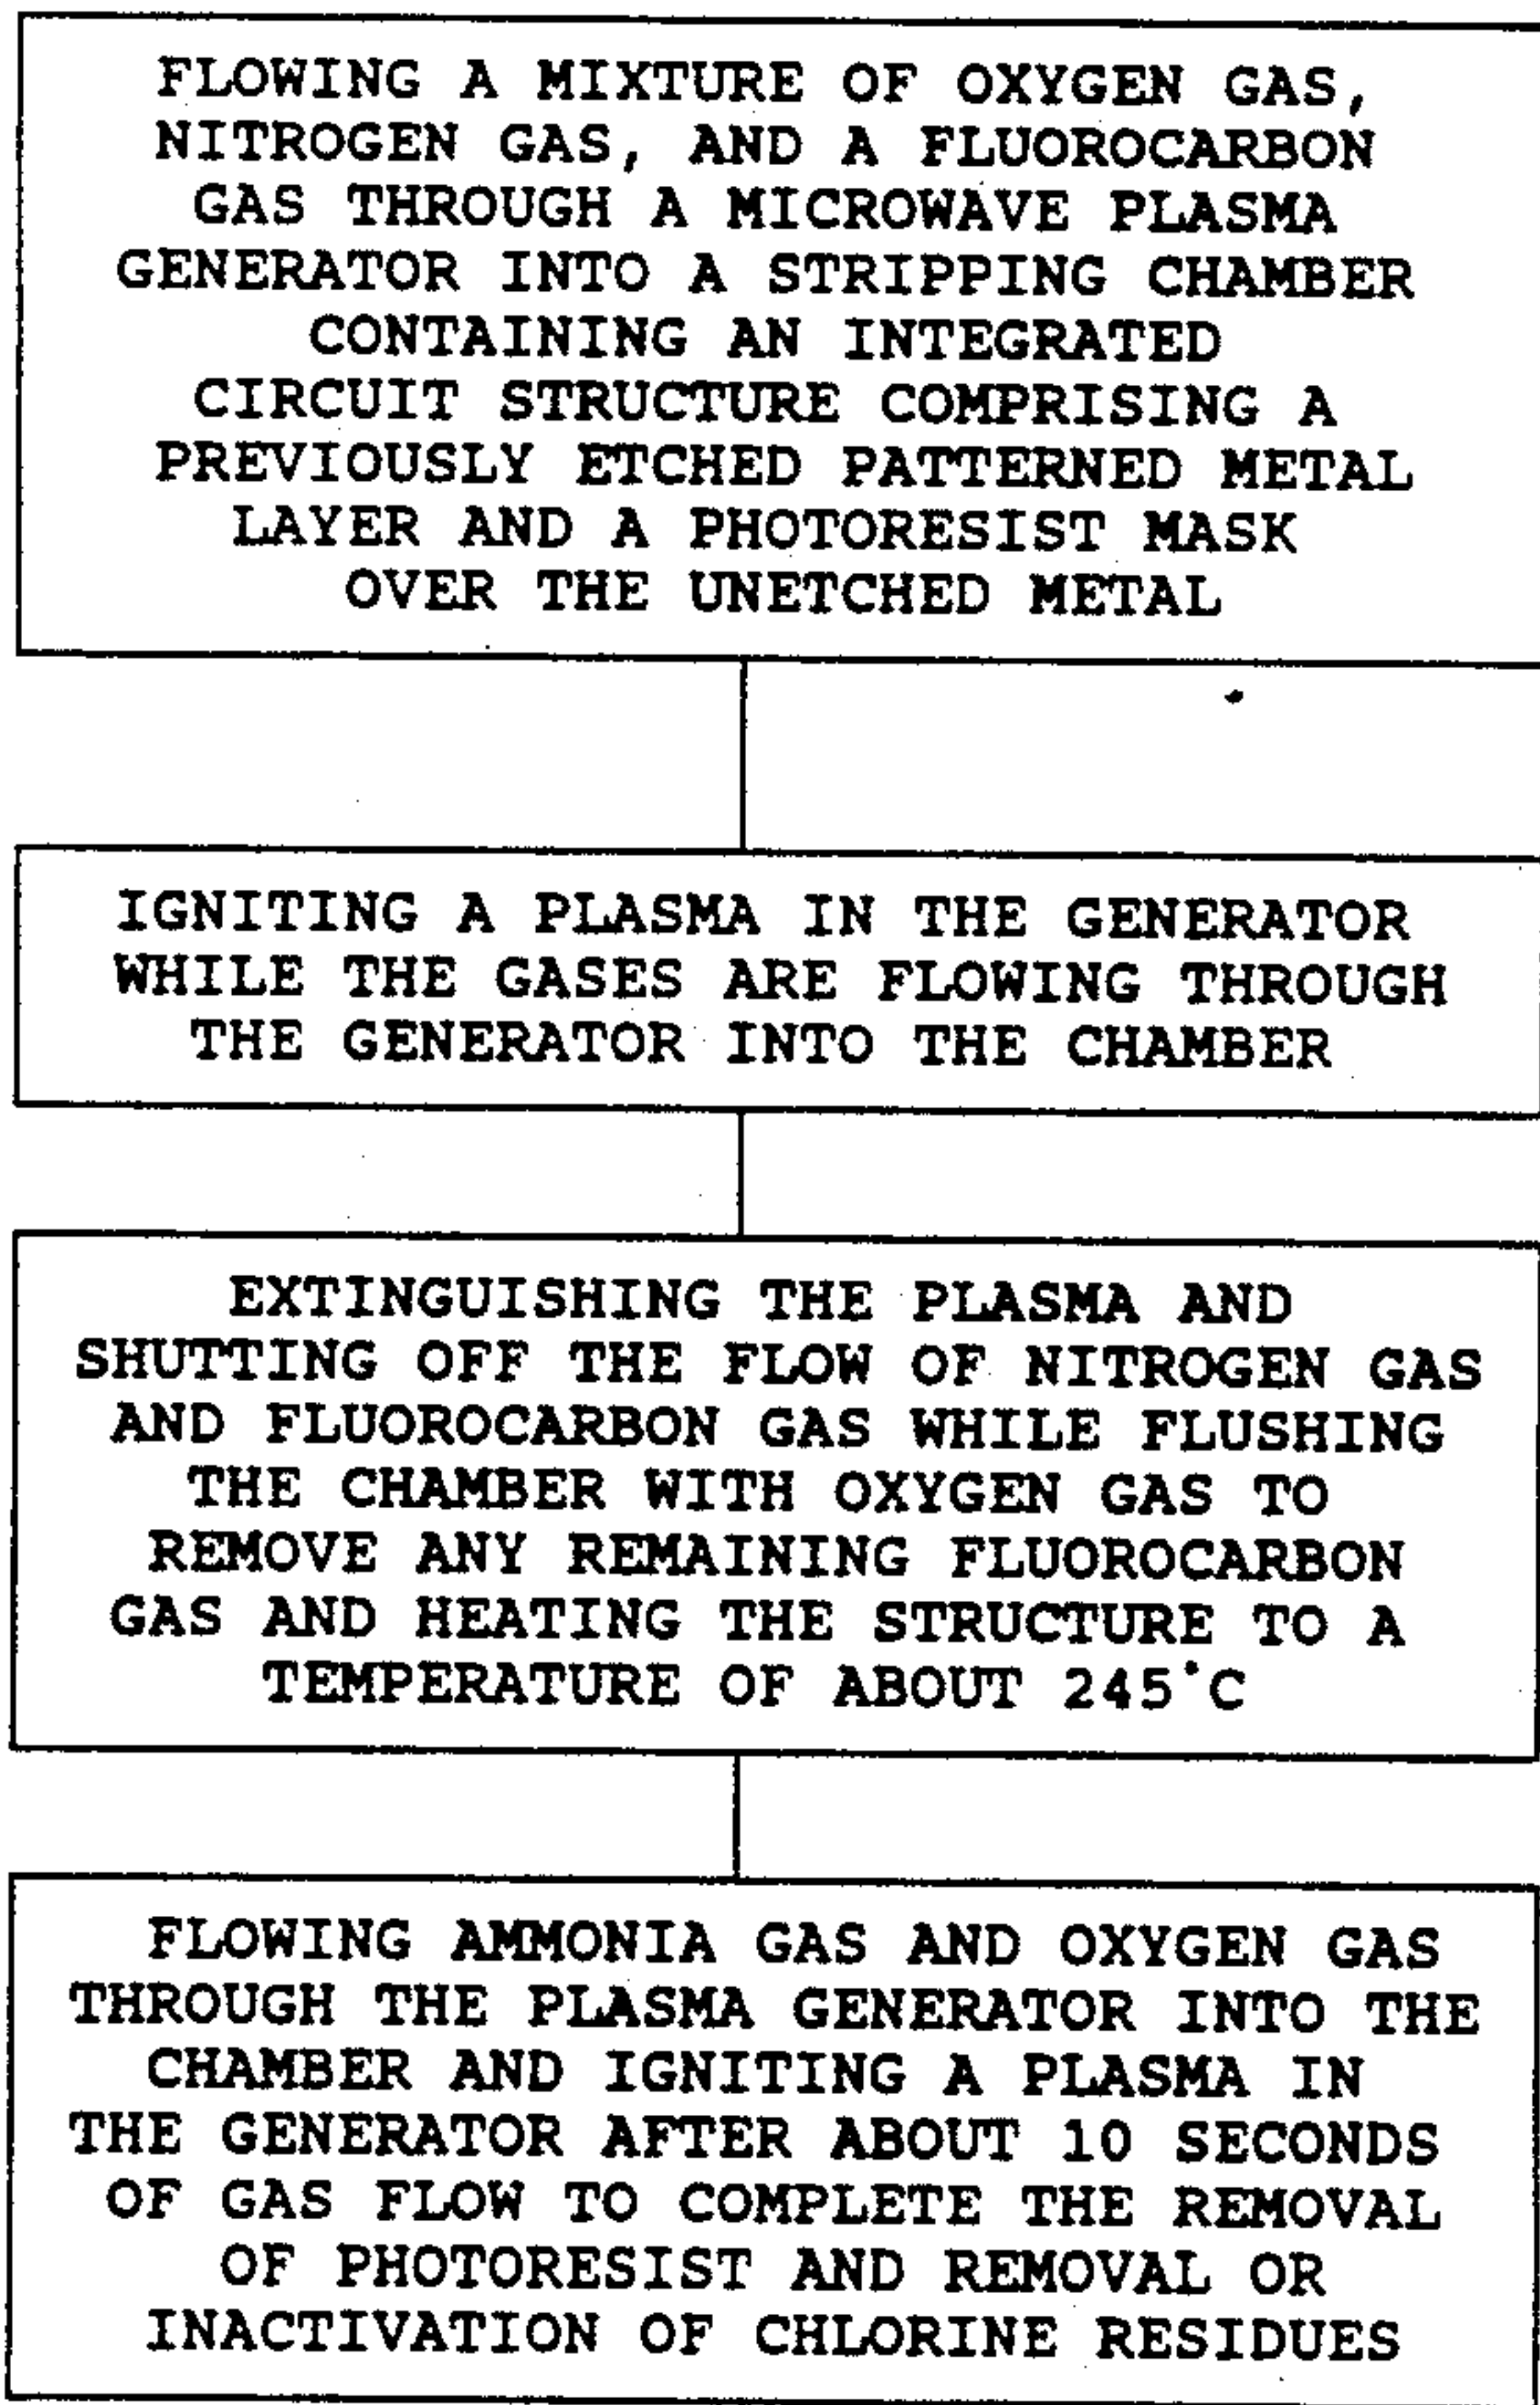 FLOWING A MIXTURE OF OXYGEN GAS,
NITROGEN GAS, AND A FLUOROCARBON
GAS THROUGH A MICROWAVE PLASMA
GENERATOR INTO A STRIPPING CHAMBER
CONTAINING AN INTEGRATED
CIRCUIT STRUCTURE COMPRISING A
PREVIOUSLY ETCHED PATTERNED METAL
LAYER AND A PHOTORESIST MASK
OVER THE UNETCHED METAL
IGNITING A PLASMA IN THE GENERATOR
WHILE THE GASES ARE FLOWING THROUGH
THE GENERATOR INTO THE CHAMBER
EXTINGUISHING THE PLASMA AND
SHUTTING OFF THE FLOW OF NITROGEN GAS
AND FLUOROCARBON GAS WHILE FLUSHING
THE CHAMBER WITH OXYGEN GAS TO
REMOVE ANY REMAINING FLUOROCARBON
GAS AND HEATING THE STRUCTURE TO A
TEMPERATURE OF ABOUT 245°C
FLOWING AMMONIA GAS AND OXYGEN GAS
THROUGH THE PLASMA GENERATOR INTO THE
CHAMBER AND IGNITING A PLASMA IN
THE GENERATOR AFTER ABOUT 10 SECONDS
OF GAS FLOW TO COMPLETE THE REMOVAL
OF PHOTORESIST AND REMOVAL OR
INACTIVATION OF CHLORINE RESIDUES